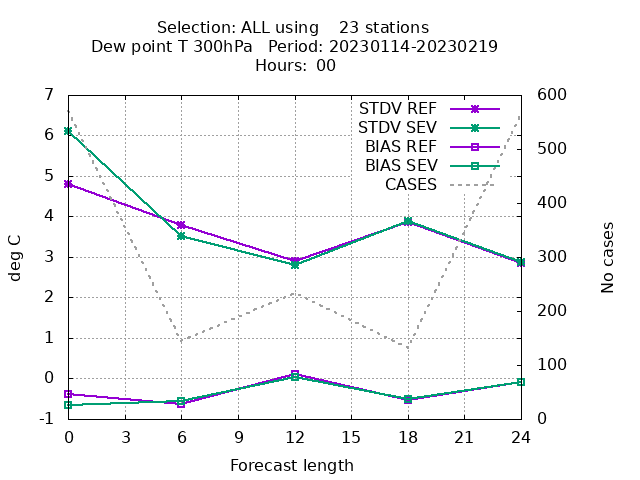 Selection: ALL using    23 stations
Dew point T 300hPa   Period: 20230114-20230219
Hours:  00
7
6
5
4
3
2
1
0
-1
deg C
600
500
400
300
200
100
0
No cases
STDV REF
STDV SEV
BIAS REF
BIAS SEV
CASES
0 3 6 9 12 15 18 21 24
Forecast length